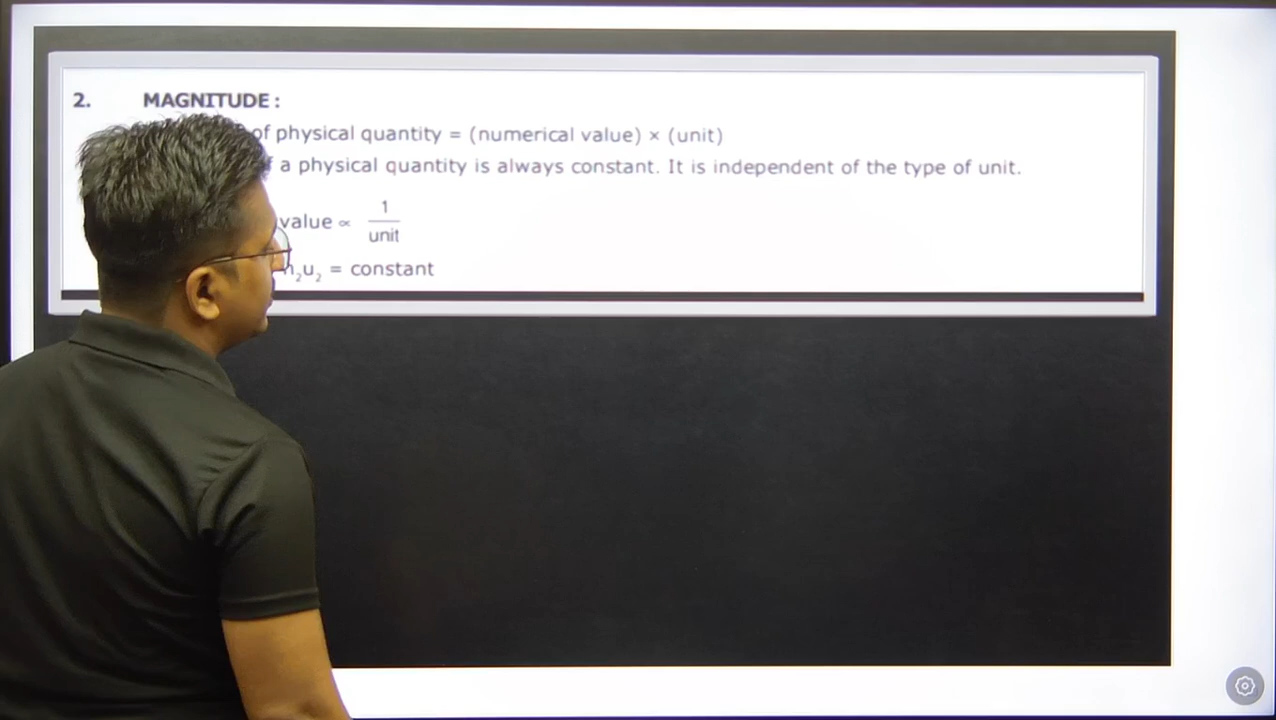 2. MAGNITUDE :
of physical quantity = (numerical value) × (unit)
a physical quantity is always constant. It is independent of the type of unit.
value ∝ 1/unit
n₂u₂ = constant